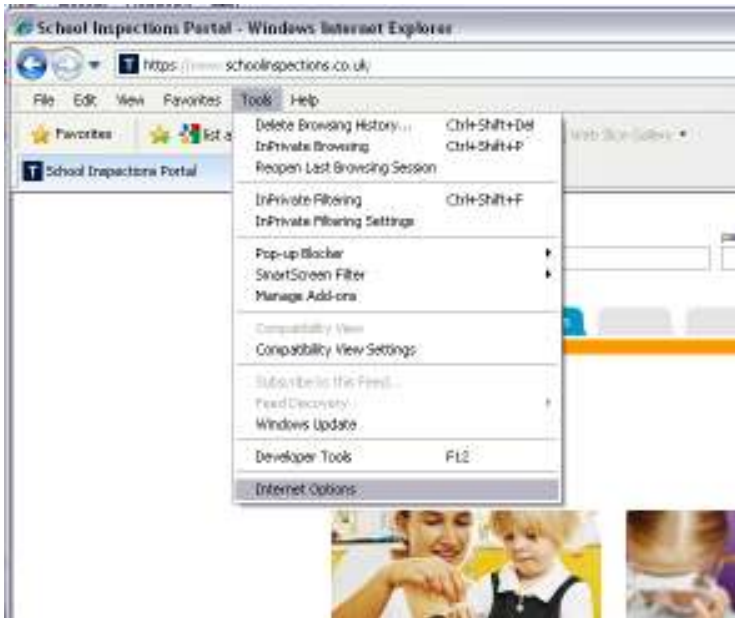 School Inspections Portal - Windows Internet Explorer
https://www.schoolinspections.co.uk/
File Edit View Favorites Tools Help
Favorites list a
School Inspections Portal
Delete Browsing History... Ctrl+Shift+Del
InPrivate Browsing Ctrl+Shift+P
Reopen Last Browsing Session
InPrivate Filtering Ctrl+Shift+F
InPrivate Filtering Settings
Pop-up Blocker
SmartScreen Filter
Manage Add-ons
Compatibility View
Compatibility View Settings
Subscribe to this Feed...
Feed Discovery
Windows Update
Developer Tools F12
Internet Options
Web Slice Gallery